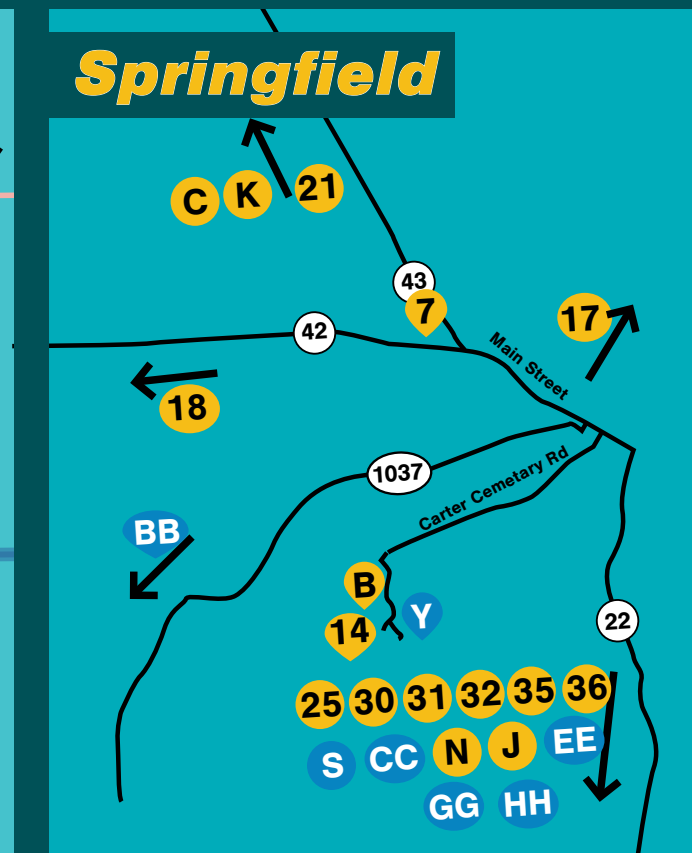 Springfield
C K 21
43
7
17
42
Main Street
18
1037
Carter Cemetary Rd
BB
B
Y
14
22
25 30 31 32 35 36
S CC N J EE
GG HH